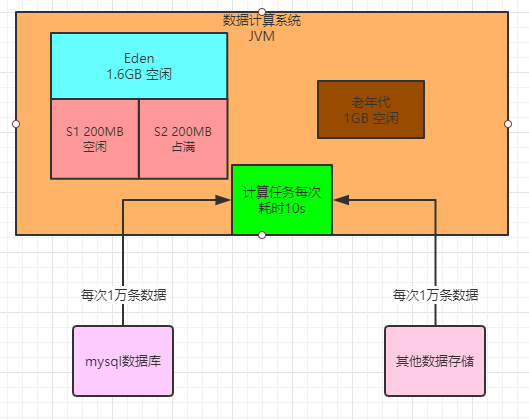 数据计算系统
JVM
Eden
1.6GB 空闲
S1 200MB
空闲
S2 200MB
占满
老年代
1GB 空闲
计算任务每次
耗时10s
每次1万条数据
每次1万条数据
mysql数据库
其他数据存储